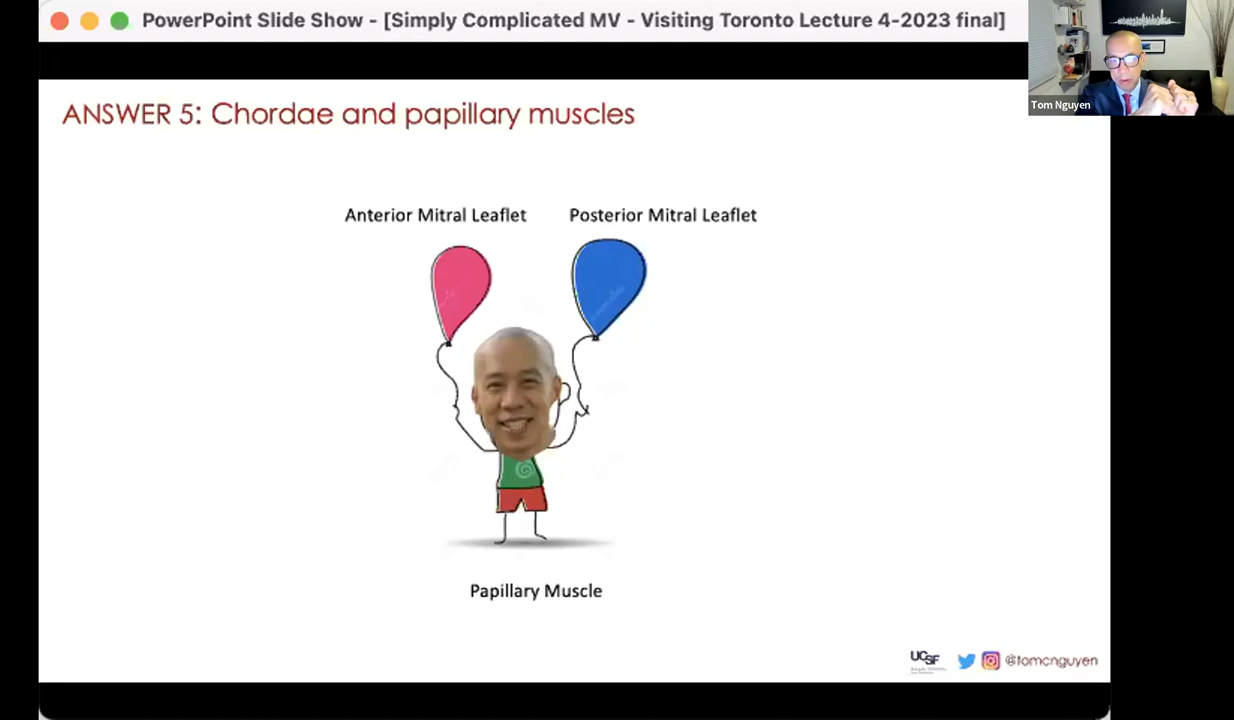 PowerPoint Slide Show - [Simply Complicated MV - Visiting Toronto Lecture 4-2023 final]
Tom Nguyen
ANSWER 5: Chordae and papillary muscles
Anterior Mitral Leaflet Posterior Mitral Leaflet
Papillary Muscle
UCSF @tomcnguyen